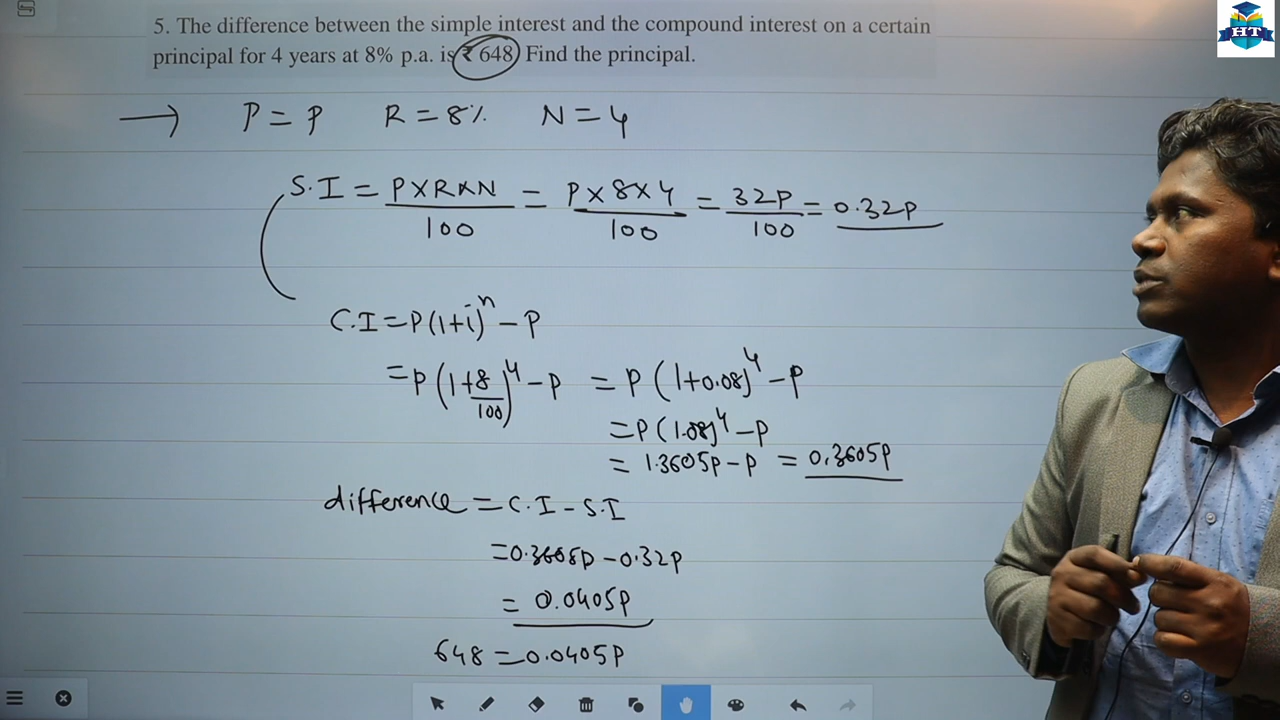 5. The difference between the simple interest and the compound interest on a certain
principal for 4 years at 8% p.a. is ₹ 648. Find the principal.
HT
→ P = P R = 8% N = 4
S.I = P×R×N/100 = P×8×4/100 = 32P/100 = 0.32P
C.I = P(1+i)^n − P
= P(1+8/100)^4 − P = P(1+0.08)^4 − P
= P(1.08)^4 − P
= 1.3605P − P = 0.3605P
difference = C.I − S.I
= 0.3605P − 0.32P
= 0.0405P
648 = 0.0405P